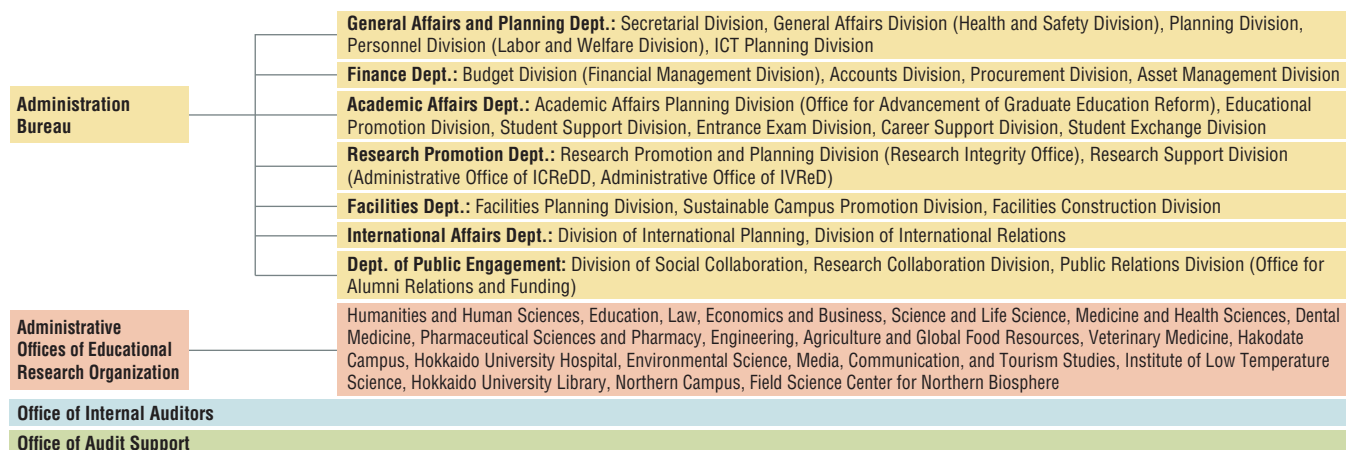 General Affairs and Planning Dept.: Secretarial Division, General Affairs Division (Health and Safety Division), Planning Division,
Personnel Division (Labor and Welfare Division), ICT Planning Division
Finance Dept.: Budget Division (Financial Management Division), Accounts Division, Procurement Division, Asset Management Division
Administration
Bureau
Academic Affairs Dept.: Academic Affairs Planning Division (Office for Advancement of Graduate Education Reform), Educational
Promotion Division, Student Support Division, Entrance Exam Division, Career Support Division, Student Exchange Division
Research Promotion Dept.: Research Promotion and Planning Division (Research Integrity Office), Research Support Division
(Administrative Office of ICReDD, Administrative Office of IVReD)
Facilities Dept.: Facilities Planning Division, Sustainable Campus Promotion Division, Facilities Construction Division
International Affairs Dept.: Division of International Planning, Division of International Relations
Dept. of Public Engagement: Division of Social Collaboration, Research Collaboration Division, Public Relations Division (Office for
Alumni Relations and Funding)
Administrative
Offices of Educational
Research Organization
Humanities and Human Sciences, Education, Law, Economics and Business, Science and Life Science, Medicine and Health Sciences, Dental
Medicine, Pharmaceutical Sciences and Pharmacy, Engineering, Agriculture and Global Food Resources, Veterinary Medicine, Hakodate
Campus, Hokkaido University Hospital, Environmental Science, Media, Communication, and Tourism Studies, Institute of Low Temperature
Science, Hokkaido University Library, Northern Campus, Field Science Center for Northern Biosphere
Office of Internal Auditors
Office of Audit Support